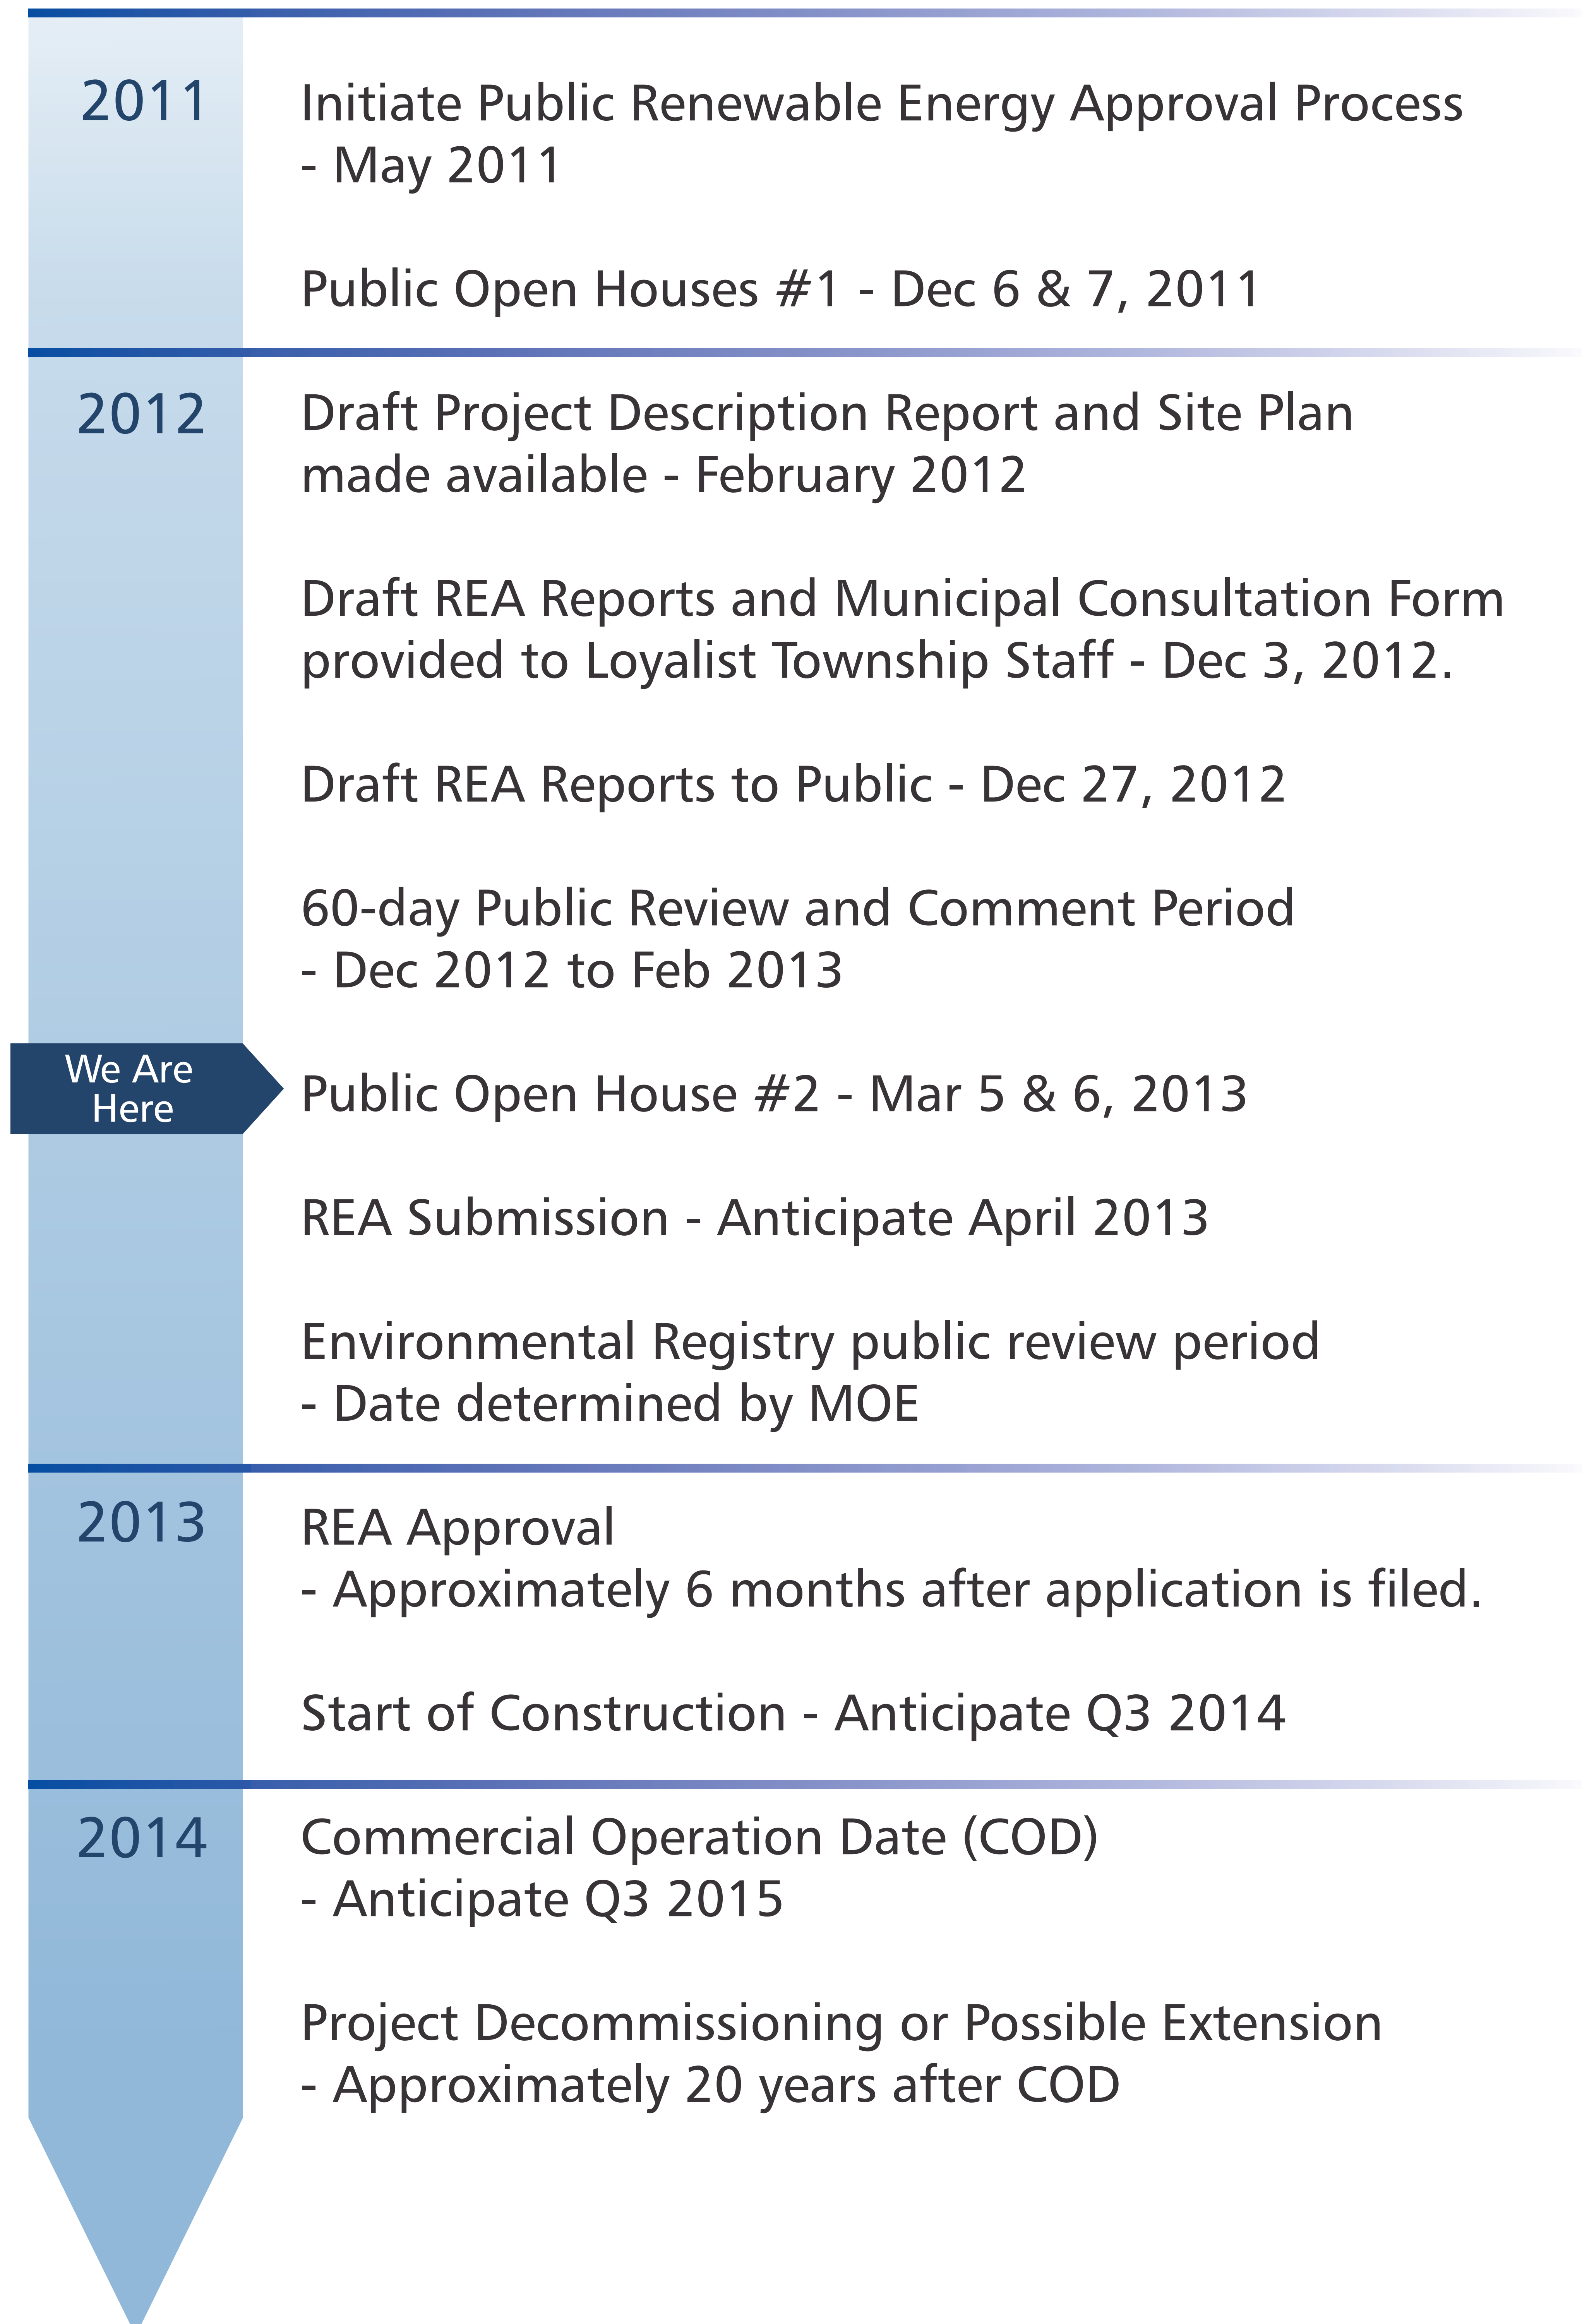 2011
Initiate Public Renewable Energy Approval Process
- May 2011
Public Open Houses #1 - Dec 6 & 7, 2011
2012
Draft Project Description Report and Site Plan
made available - February 2012
Draft REA Reports and Municipal Consultation Form
provided to Loyalist Township Staff - Dec 3, 2012.
Draft REA Reports to Public - Dec 27, 2012
60-day Public Review and Comment Period
- Dec 2012 to Feb 2013
We Are
Here
Public Open House #2 - Mar 5 & 6, 2013
REA Submission - Anticipate April 2013
Environmental Registry public review period
- Date determined by MOE
2013
REA Approval
- Approximately 6 months after application is filed.
Start of Construction - Anticipate Q3 2014
2014
Commercial Operation Date (COD)
- Anticipate Q3 2015
Project Decommissioning or Possible Extension
- Approximately 20 years after COD